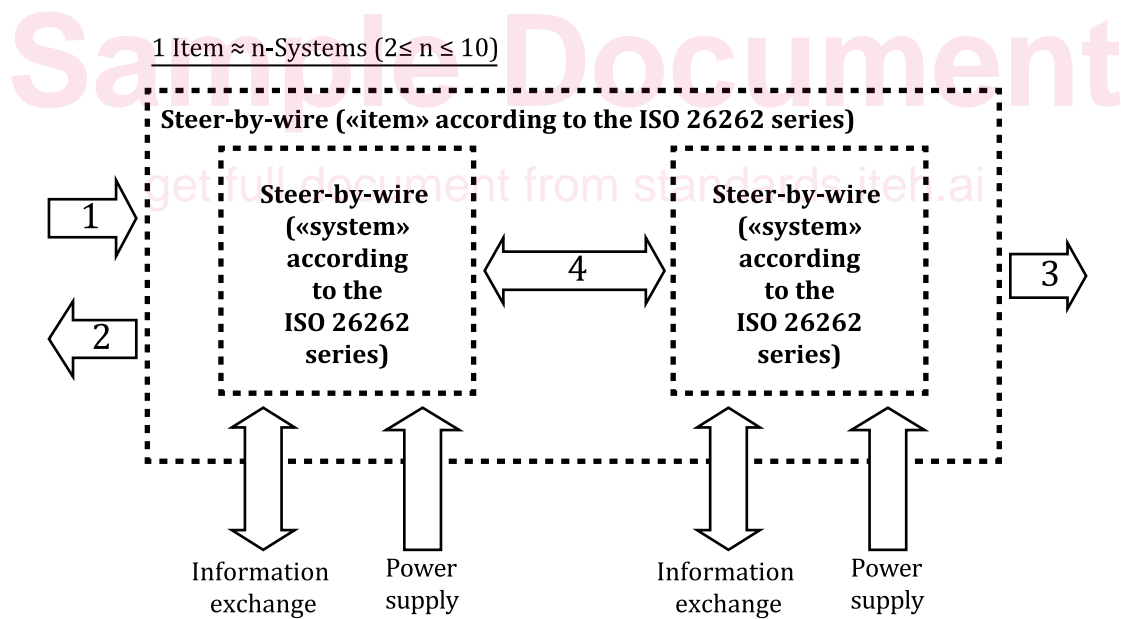 Sample Document
1 Item ≈ n-Systems (2≤ n ≤ 10)
Steer-by-wire («item» according to the ISO 26262 series)
get full document from standards.iteh.ai
Steer-by-wire
(«system»
according
to the
ISO 26262
series)
Steer-by-wire
(«system»
according
to the
ISO 26262
series)
1
2
4
3
Information
exchange
Power
supply
Information
exchange
Power
supply